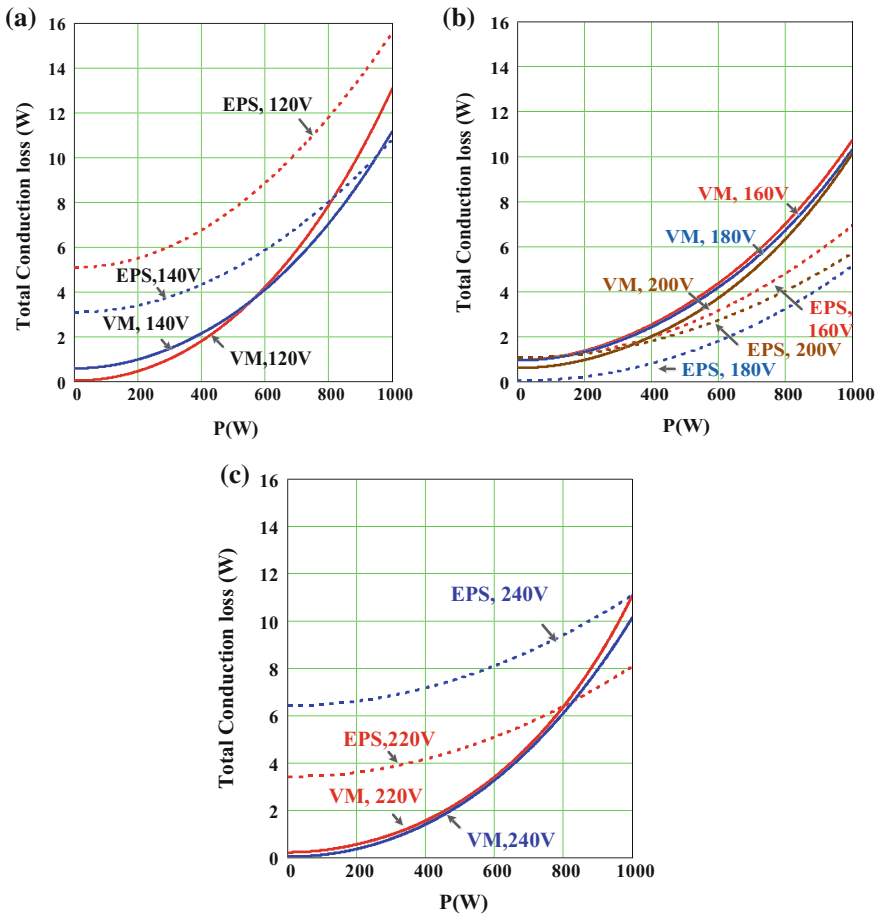 (a)
16
14
12
10
8
6
4
2
0
Total Conduction loss (W)
EPS, 120V
EPS,140V
VM, 140V
VM,120V
0 200 400 600 800 1000
P(W)
(b)
16
14
12
10
8
6
4
2
0
Total Conduction loss (W)
VM, 160V
VM, 180V
VM, 200V
EPS,
160V
EPS, 200V
EPS, 180V
0 200 400 600 800 1000
P(W)
(c)
16
14
12
10
8
6
4
2
0
Total Conduction loss (W)
EPS, 240V
EPS,220V
VM, 220V
VM,240V
0 200 400 600 800 1000
P(W)